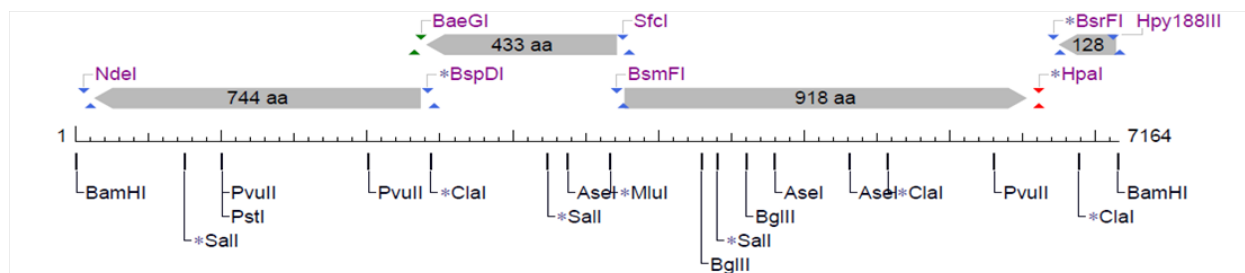 BaeGI SfcI *BsrFI Hpy188III
433 aa 128
NdeI *BspDI BsmFI *HpaI
744 aa 918 aa
1 7164
BamHI PvuII PvuII *ClaI AseI *MluI AseI AseI *ClaI PvuII BamHI
PstI *SalI BglII *ClaI
*SalI *SalI
BglII